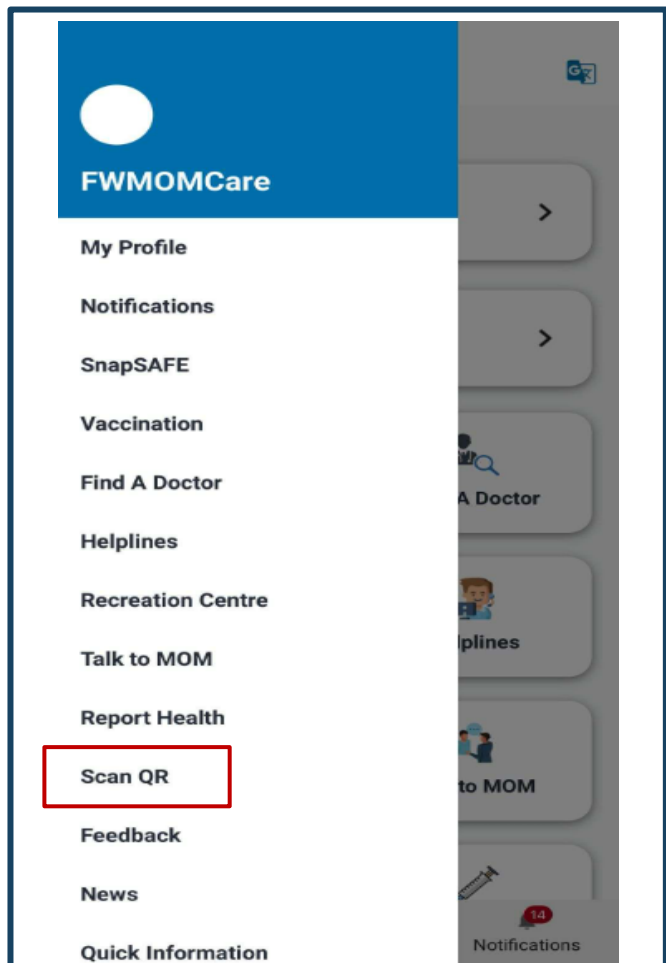 FWMOMCare
My Profile
Notifications
SnapSAFE
Vaccination
Find A Doctor
Helplines
Recreation Centre
Talk to MOM
Report Health
Scan QR
Feedback
News
Quick Information
A Doctor
lplines
to MOM
14
Notifications